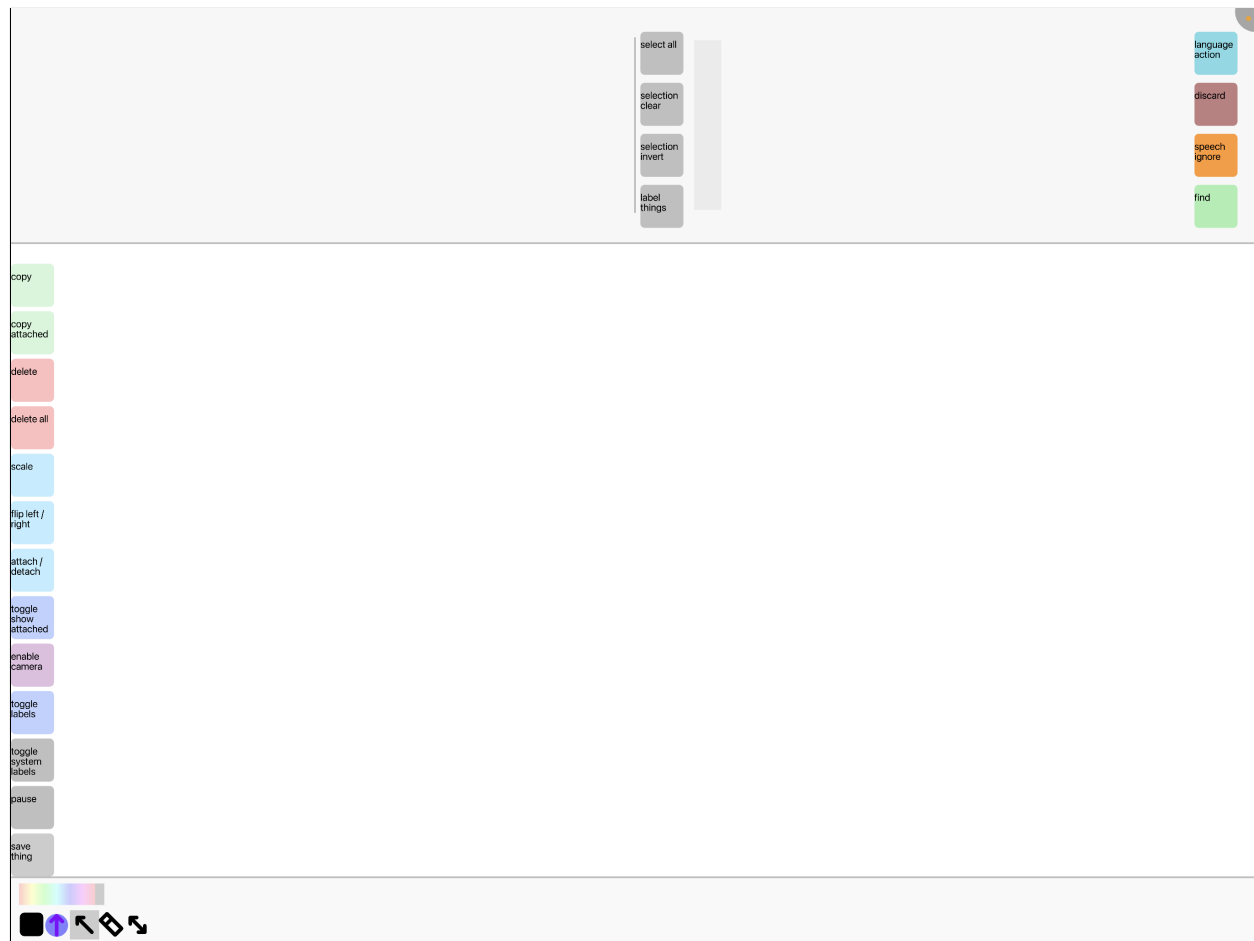 select all
selection
clear
selection
invert
label
things
language
action
discard
speech
ignore
find
copy
copy
attached
delete
delete all
scale
flip left /
right
attach /
detach
toggle
show
attached
enable
camera
toggle
labels
toggle
system
labels
pause
save
thing